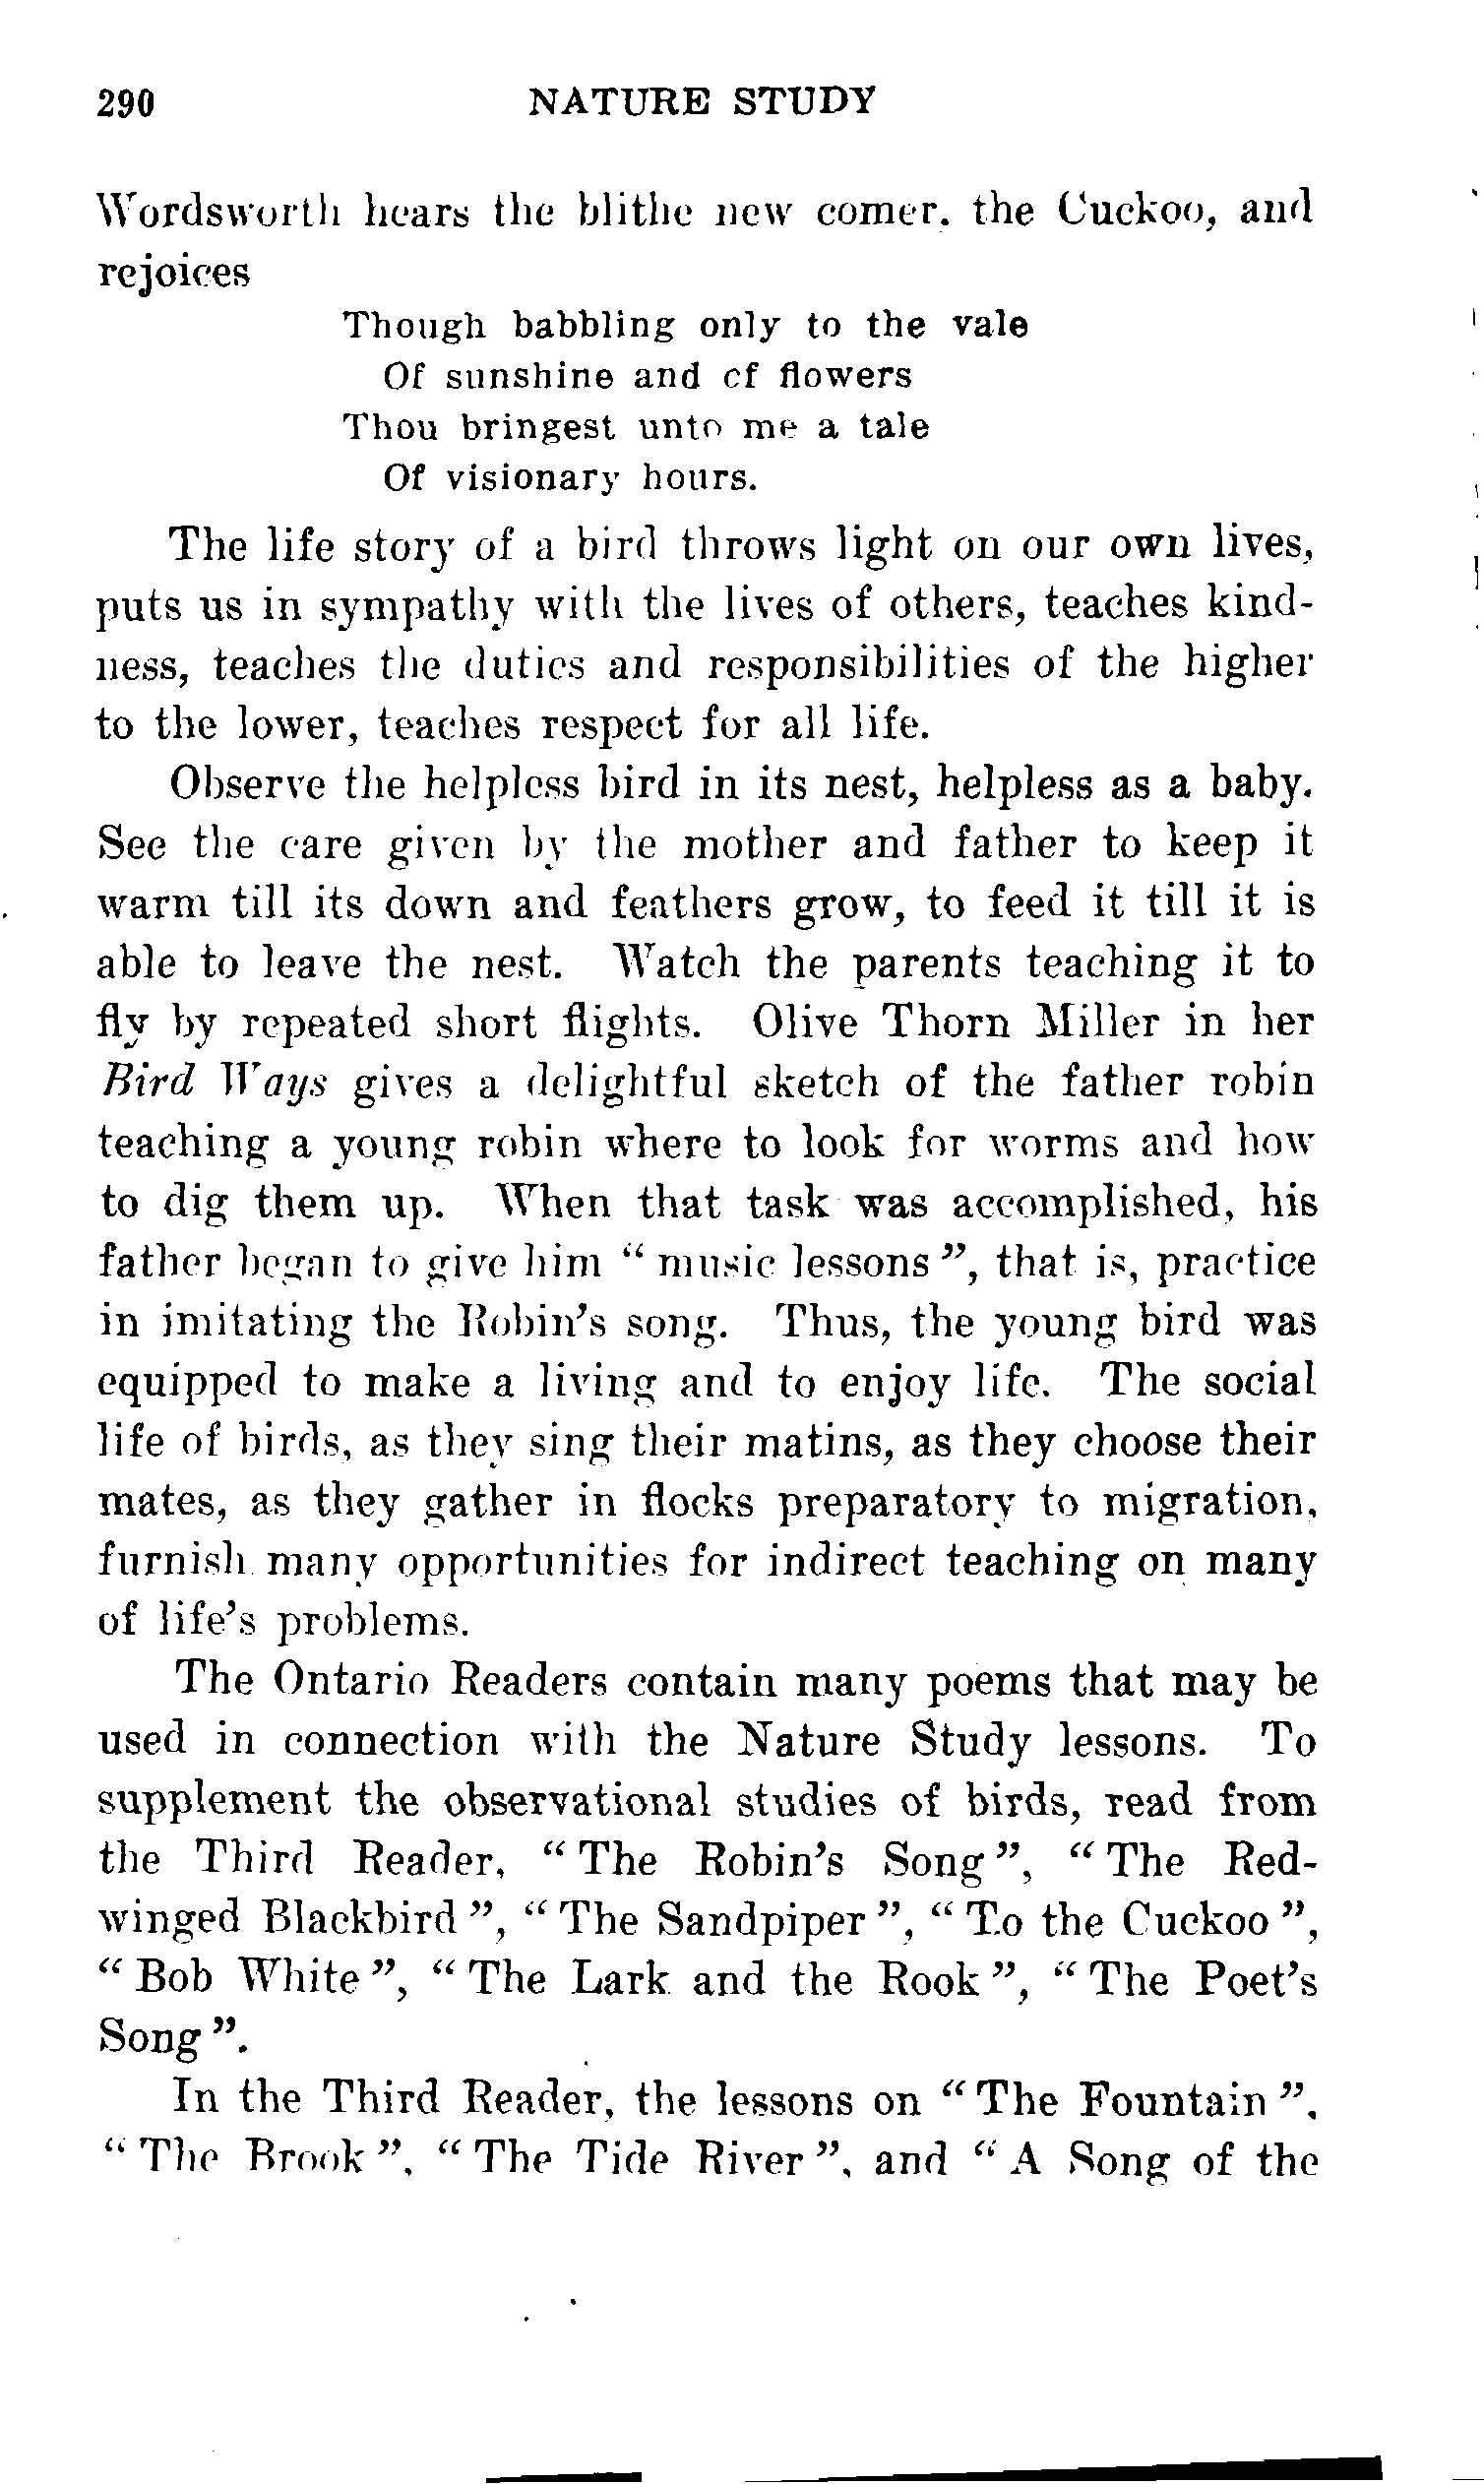 290 NATURE STUDY
Wordsworth hears the blithe new comer, the Cuckoo, and
rejoices
Though babbling only to the vale
Of sunshine and of flowers
Thou bringest unto me a tale
Of visionary hours.
The life story of a bird throws light on our own lives,
puts us in sympathy with the lives of others, teaches kind-
ness, teaches the duties and responsibilities of the higher
to the lower, teaches respect for all life.
Observe the helpless bird in its nest, helpless as a baby.
See the care given by the mother and father to keep it
warm till its down and feathers grow, to feed it till it is
able to leave the nest. Watch the parents teaching it to
fly by repeated short flights. Olive Thorn Miller in her
Bird Ways gives a delightful sketch of the father robin
teaching a young robin where to look for worms and how
to dig them up. When that task was accomplished, his
father began to give him " music lessons ", that is, practice
in imitating the Robin's song. Thus, the young bird was
equipped to make a living and to enjoy life. The social
life of birds, as they sing their matins, as they choose their
mates, as they gather in flocks preparatory to migration,
furnish many opportunities for indirect teaching on many
of life's problems.
The Ontario Readers contain many poems that may be
used in connection with the Nature Study lessons. To
supplement the observational studies of birds, read from
the Third Reader, " The Robin's Song ", " The Red-
winged Blackbird ", " The Sandpiper ", " To the Cuckoo ",
" Bob White ", " The Lark and the Rook ", " The Poet's
Song ".
In the Third Reader, the lessons on " The Fountain ",
" The Brook ", " The Tide River ", and " A Song of the